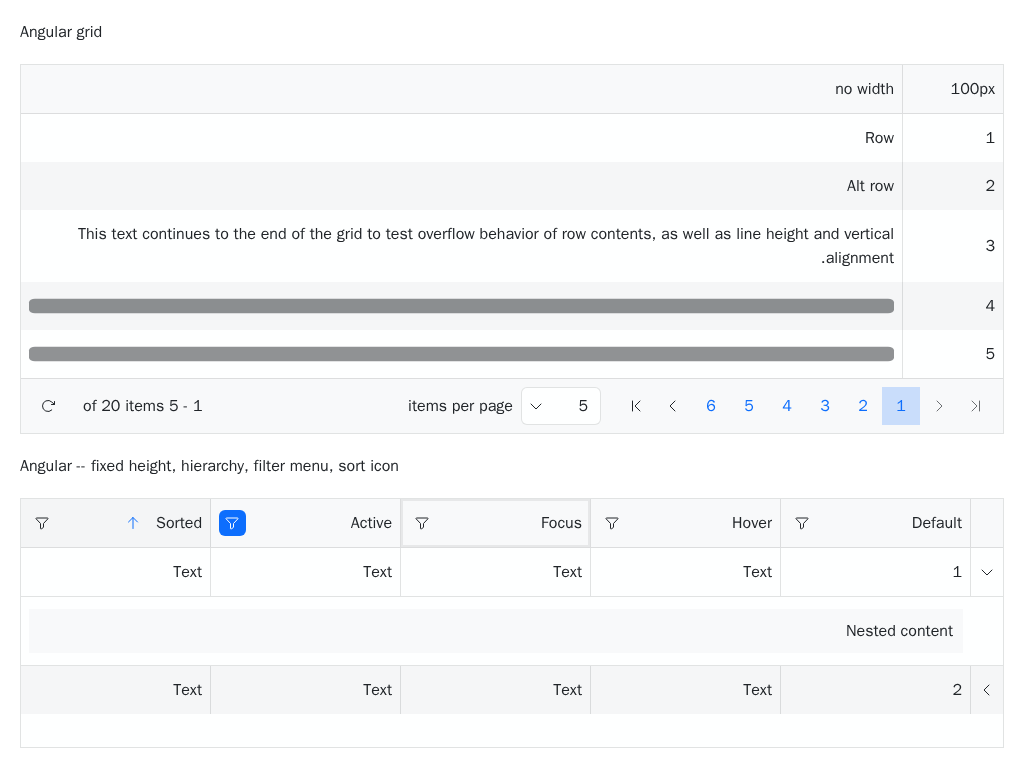 Angular grid
no width 100px
Row 1
Alt row 2
This text continues to the end of the grid to test overflow behavior of row contents, as well as line height and vertical
.alignment
3
4
5
of 20 items 5 - 1 items per page 5 6 5 4 3 2 1
Angular -- fixed height, hierarchy, filter menu, sort icon
Sorted Active Focus Hover Default
Text Text Text Text 1
Nested content
Text Text Text Text 2